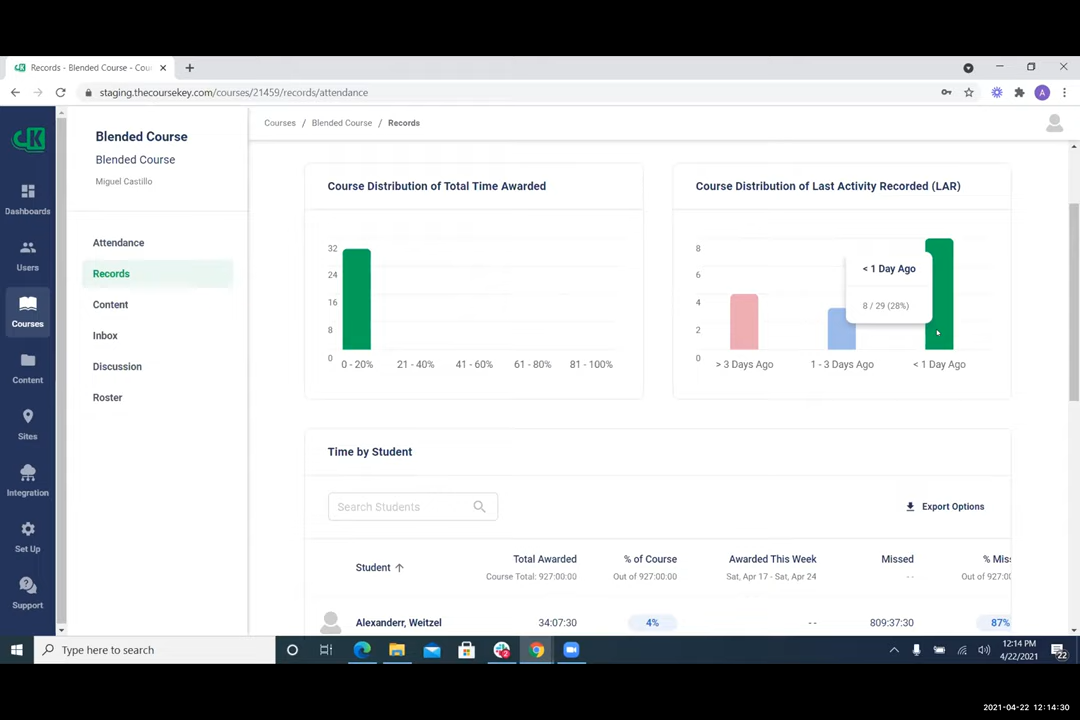 Records - Blended Course - Cou
staging.thecoursekey.com/courses/21459/records/attendance
A
CK
Dashboards
Users
Courses
Content
Sites
Integration
Set Up
Support
Blended Course
Blended Course
Miguel Castillo
Attendance
Records
Content
Inbox
Discussion
Roster
Courses / Blended Course / Records
Course Distribution of Total Time Awarded
32
24
16
8
0
0 - 20% 21 - 40% 41 - 60% 61 - 80% 81 - 100%
Course Distribution of Last Activity Recorded (LAR)
8
6
4
2
0
< 1 Day Ago
8 / 29 (28%)
> 3 Days Ago 1 - 3 Days Ago < 1 Day Ago
Time by Student
Search Students
Export Options
Student Total Awarded % of Course Awarded This Week Missed % Mis
Course Total: 927:00:00 Out of 927:00:00 Sat, Apr 17 - Sat, Apr 24 - - Out of 927:0
Alexanderr, Weitzel 34:07:30 4% - - 809:37:30 87%
Type here to search
12:14 PM
4/22/2021
22
2021-04-22 12:14:30